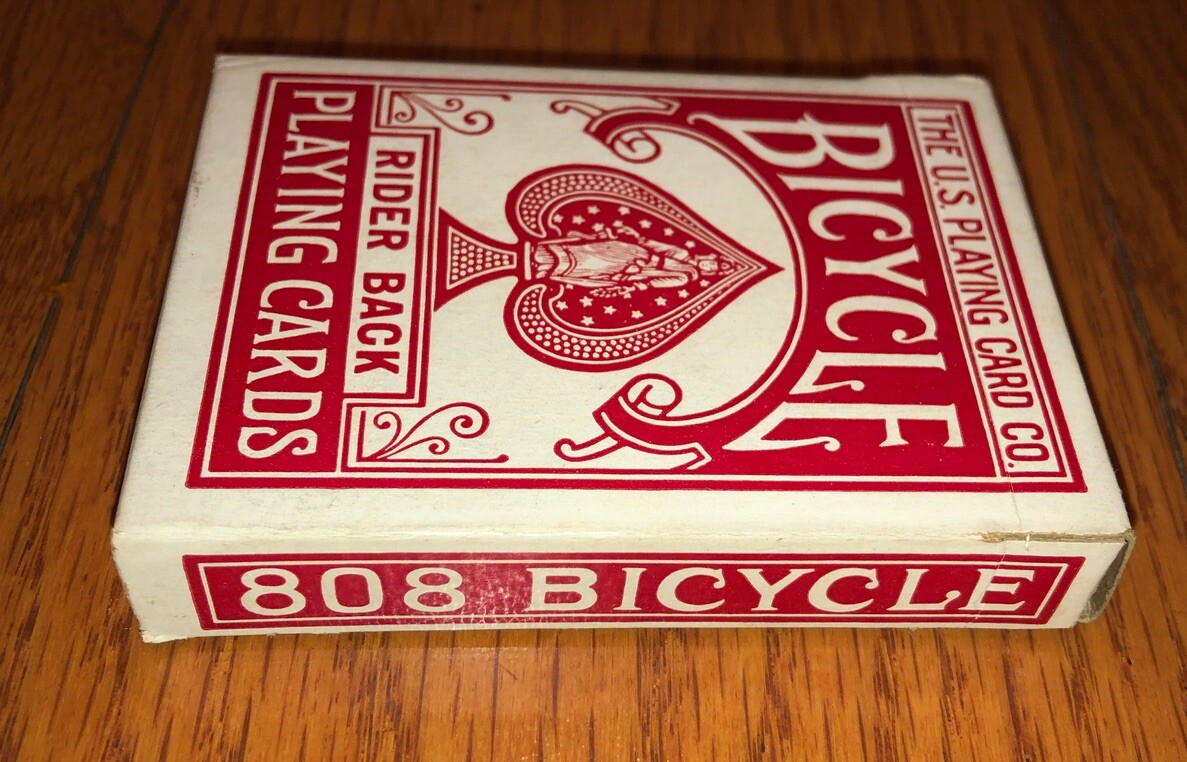 THE U.S. PLAYING CARD CO.
BICYCLE
RIDER BACK
PLAYING CARDS
808 BICYCLE